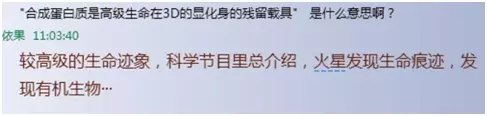 "合成蛋白质是高级生命在3D的显化身的残留载具"　是什么意思啊？
依果 11:03:40
较高级的生命迹象，科学节目里总介绍，火星发现生命痕迹，发
现有机生物…